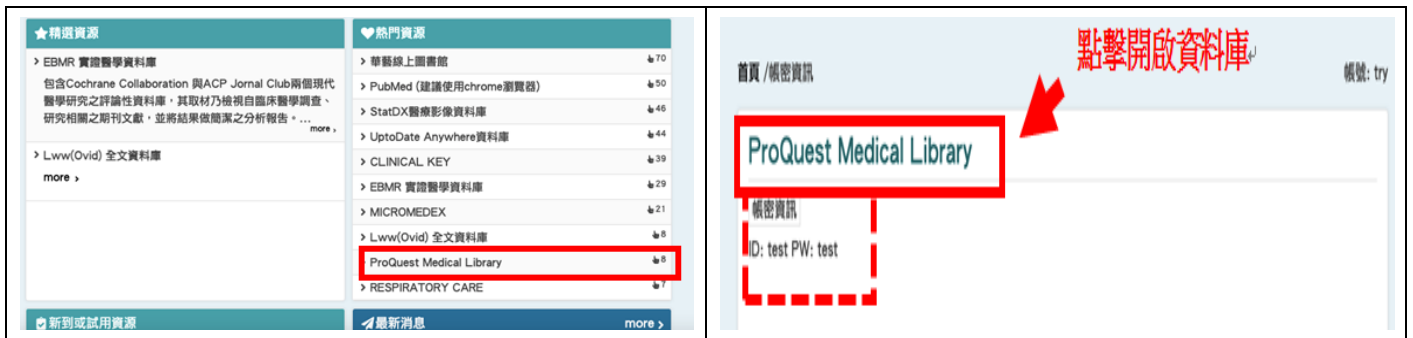 精選資源
EBMR 實證醫學資料庫
包含Cochrane Collaboration 與ACP Jornal Club兩個現代
醫學研究之評論性資料庫，其取材乃檢視自臨床醫學調查、
研究相關之期刊文獻，並將結果做簡潔之分析報告。...
more ›
Lww(Ovid) 全文資料庫
more ›
新到或試用資源
熱門資源
華藝線上圖書館 70
PubMed (建議使用chrome瀏覽器) 50
StatDX醫療影像資料庫 46
UptoDate Anywhere資料庫 44
CLINICAL KEY 39
EBMR 實證醫學資料庫 29
MICROMEDEX 21
Lww(Ovid) 全文資料庫 8
ProQuest Medical Library 8
RESPIRATORY CARE 7
最新消息 more ›
點擊開啟資料庫
首頁 /帳密資訊 帳號: try
ProQuest Medical Library
帳密資訊
ID: test PW: test